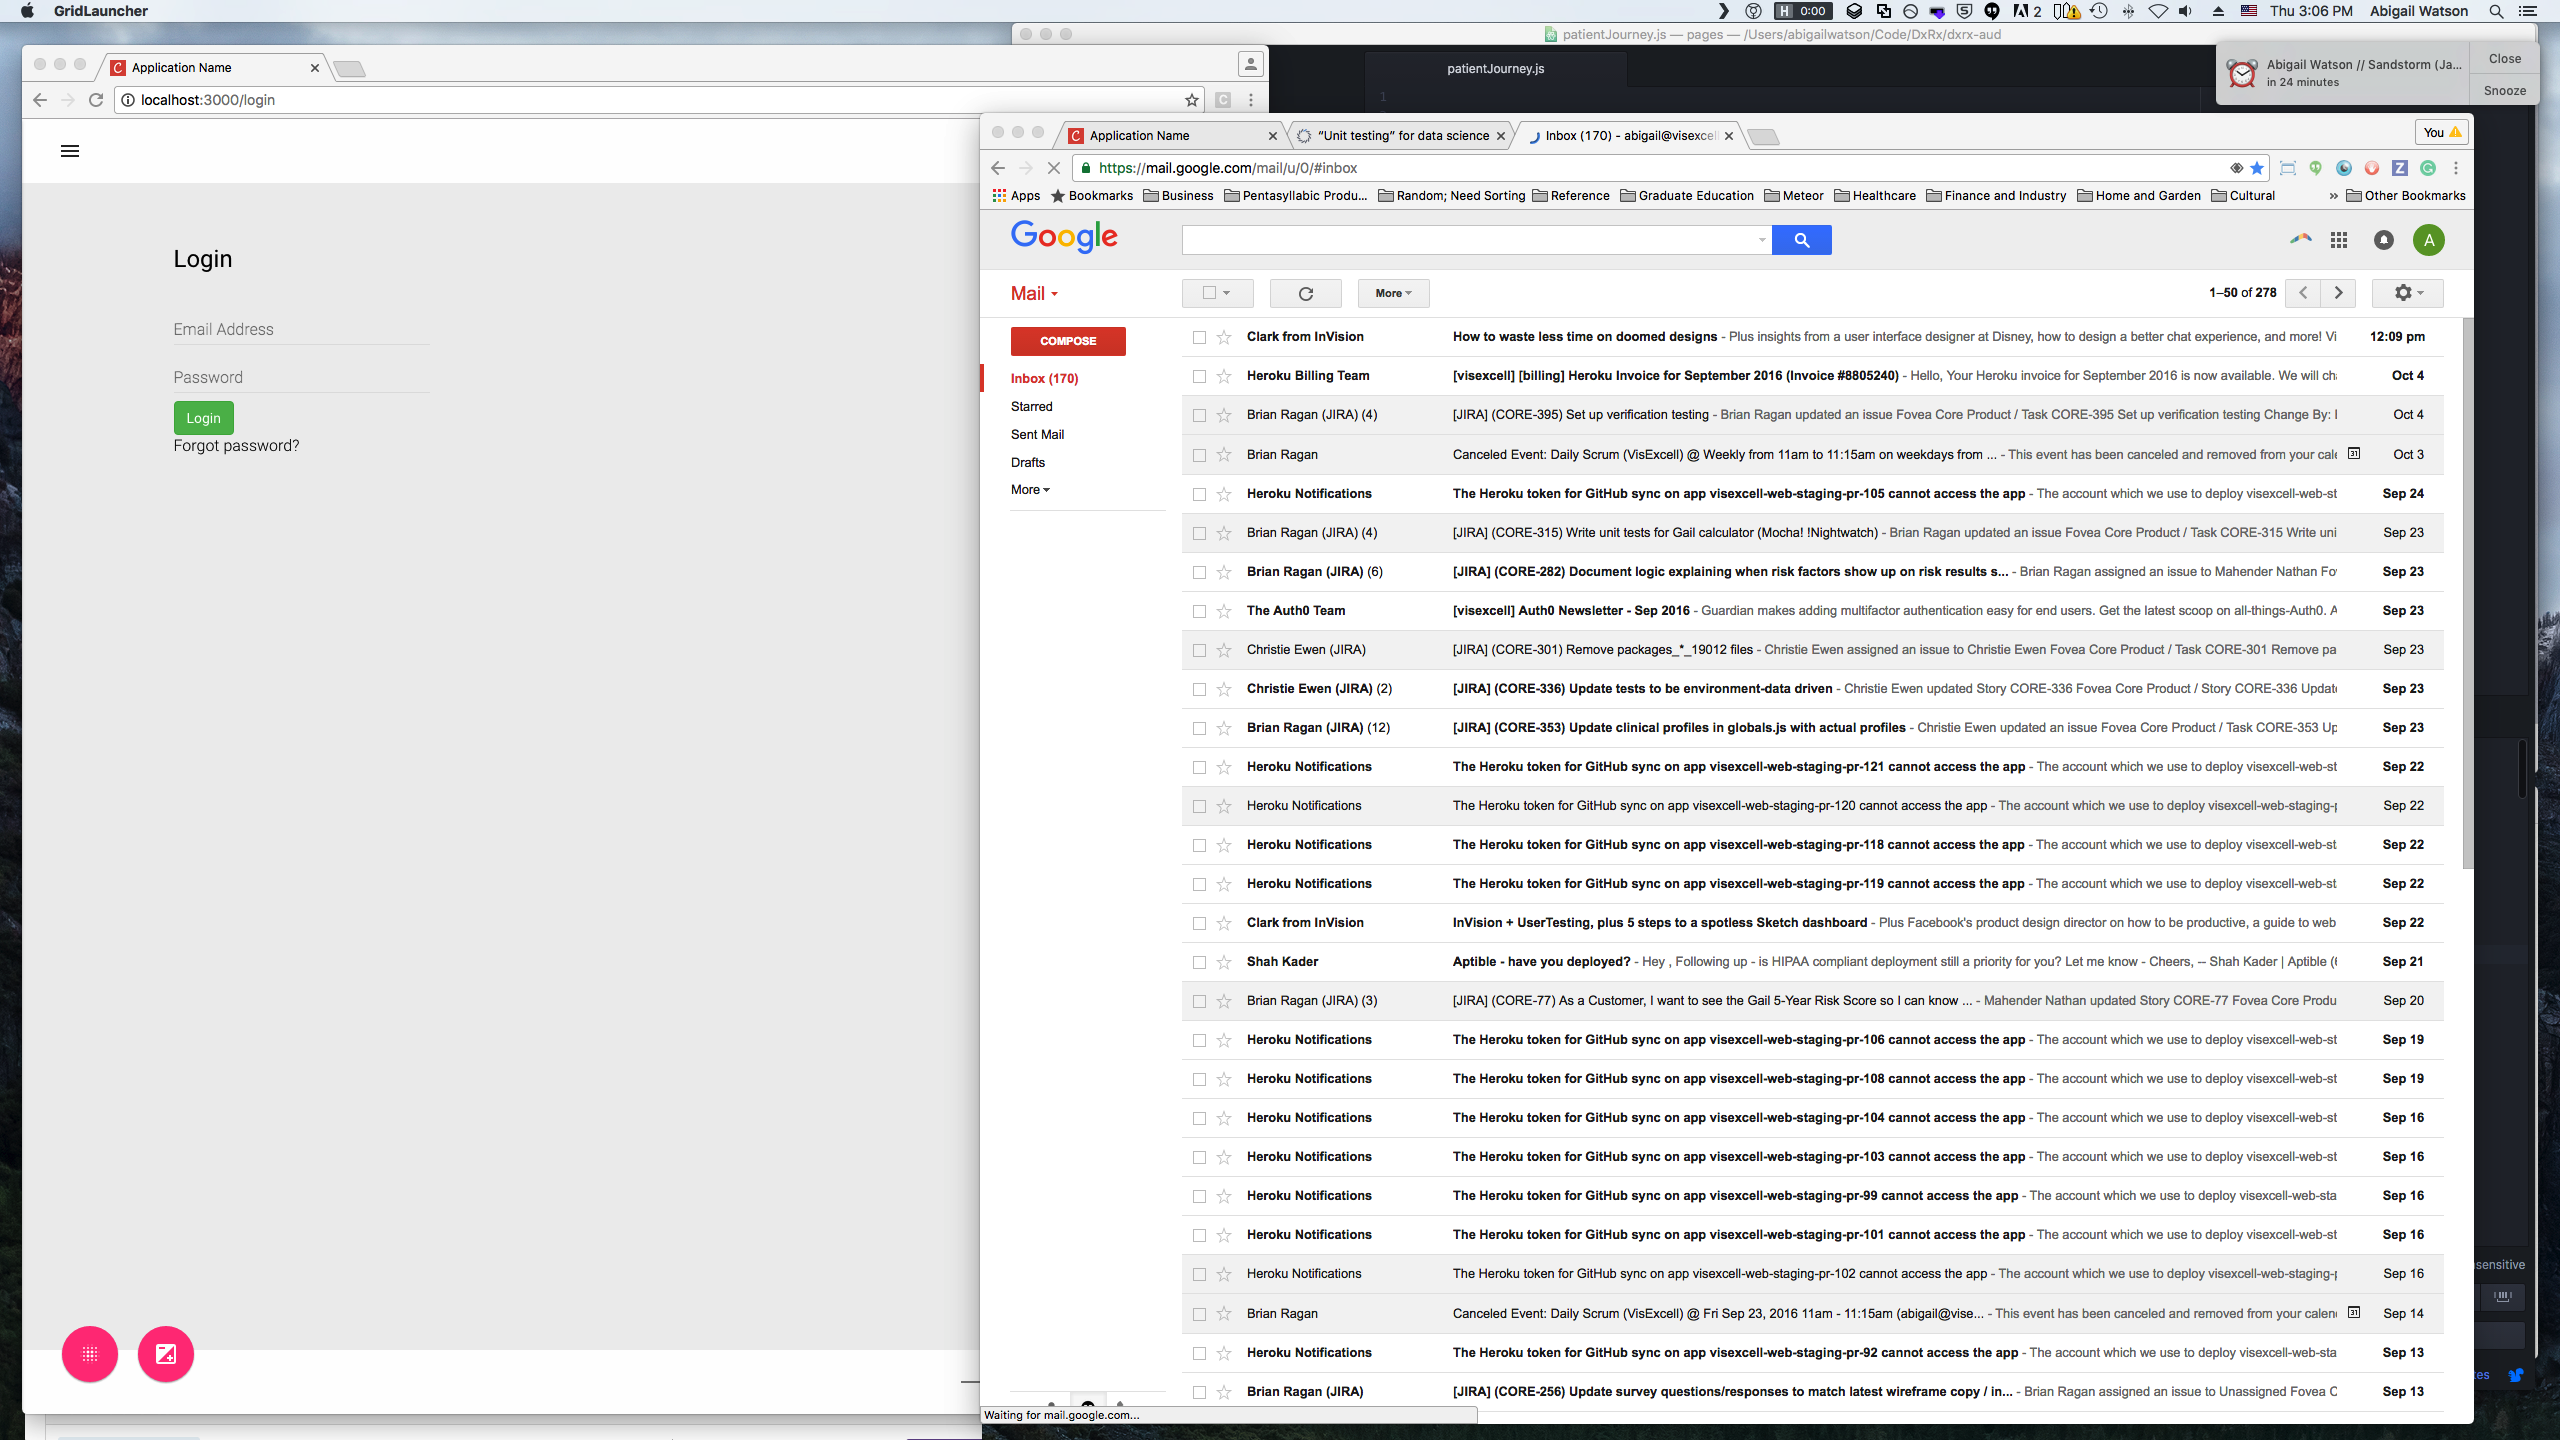 GridLauncher
H 0:00
2
Thu 3:06 PM Abigail Watson
patientJourney.js — pages — /Users/abigailwatson/Code/DxRx/dxrx-aud
patientJourney.js
1
Abigail Watson // Sandstorm (Ja...
in 24 minutes
Close
Snooze
Application Name
localhost:3000/login
Login
Email Address
Password
Login
Forgot password?
Application Name
“Unit testing” for data science
Inbox (170) - abigail@visexcel
You
https://mail.google.com/mail/u/0/#inbox
Apps Bookmarks Business Pentasyllabic Produ... Random; Need Sorting Reference Graduate Education Meteor Healthcare Finance and Industry Home and Garden Cultural » Other Bookmarks
Google
A
Mail
More
1–50 of 278
COMPOSE
Inbox (170)
Starred
Sent Mail
Drafts
More
Clark from InVision How to waste less time on doomed designs - Plus insights from a user interface designer at Disney, how to design a better chat experience, and more! Vi 12:09 pm
Heroku Billing Team [visexcell] [billing] Heroku Invoice for September 2016 (Invoice #8805240) - Hello, Your Heroku invoice for September 2016 is now available. We will cha Oct 4
Brian Ragan (JIRA) (4) [JIRA] (CORE-395) Set up verification testing - Brian Ragan updated an issue Fovea Core Product / Task CORE-395 Set up verification testing Change By: Oct 4
Brian Ragan Canceled Event: Daily Scrum (VisExcell) @ Weekly from 11am to 11:15am on weekdays from ... - This event has been canceled and removed from your cale 31 Oct 3
Heroku Notifications The Heroku token for GitHub sync on app visexcell-web-staging-pr-105 cannot access the app - The account which we use to deploy visexcell-web-st Sep 24
Brian Ragan (JIRA) (4) [JIRA] (CORE-315) Write unit tests for Gail calculator (Mocha! !Nightwatch) - Brian Ragan updated an issue Fovea Core Product / Task CORE-315 Write uni Sep 23
Brian Ragan (JIRA) (6) [JIRA] (CORE-282) Document logic explaining when risk factors show up on risk results s... - Brian Ragan assigned an issue to Mahender Nathan Fov Sep 23
The Auth0 Team [visexcell] Auth0 Newsletter - Sep 2016 - Guardian makes adding multifactor authentication easy for end users. Get the latest scoop on all-things-Auth0. A Sep 23
Christie Ewen (JIRA) [JIRA] (CORE-301) Remove packages_*_19012 files - Christie Ewen assigned an issue to Christie Ewen Fovea Core Product / Task CORE-301 Remove pa Sep 23
Christie Ewen (JIRA) (2) [JIRA] (CORE-336) Update tests to be environment-data driven - Christie Ewen updated Story CORE-336 Fovea Core Product / Story CORE-336 Update Sep 23
Brian Ragan (JIRA) (12) [JIRA] (CORE-353) Update clinical profiles in globals.js with actual profiles - Christie Ewen updated an issue Fovea Core Product / Task CORE-353 Up Sep 23
Heroku Notifications The Heroku token for GitHub sync on app visexcell-web-staging-pr-121 cannot access the app - The account which we use to deploy visexcell-web-st Sep 22
Heroku Notifications The Heroku token for GitHub sync on app visexcell-web-staging-pr-120 cannot access the app - The account which we use to deploy visexcell-web-staging-p Sep 22
Heroku Notifications The Heroku token for GitHub sync on app visexcell-web-staging-pr-118 cannot access the app - The account which we use to deploy visexcell-web-st Sep 22
Heroku Notifications The Heroku token for GitHub sync on app visexcell-web-staging-pr-119 cannot access the app - The account which we use to deploy visexcell-web-st Sep 22
Clark from InVision InVision + UserTesting, plus 5 steps to a spotless Sketch dashboard - Plus Facebook's product design director on how to be productive, a guide to web Sep 22
Shah Kader Aptible - have you deployed? - Hey , Following up - is HIPAA compliant deployment still a priority for you? Let me know - Cheers, -- Shah Kader | Aptible (6 Sep 21
Brian Ragan (JIRA) (3) [JIRA] (CORE-77) As a Customer, I want to see the Gail 5-Year Risk Score so I can know ... - Mahender Nathan updated Story CORE-77 Fovea Core Produ Sep 20
Heroku Notifications The Heroku token for GitHub sync on app visexcell-web-staging-pr-106 cannot access the app - The account which we use to deploy visexcell-web-st Sep 19
Heroku Notifications The Heroku token for GitHub sync on app visexcell-web-staging-pr-108 cannot access the app - The account which we use to deploy visexcell-web-st Sep 19
Heroku Notifications The Heroku token for GitHub sync on app visexcell-web-staging-pr-104 cannot access the app - The account which we use to deploy visexcell-web-st Sep 16
Heroku Notifications The Heroku token for GitHub sync on app visexcell-web-staging-pr-103 cannot access the app - The account which we use to deploy visexcell-web-st Sep 16
Heroku Notifications The Heroku token for GitHub sync on app visexcell-web-staging-pr-99 cannot access the app - The account which we use to deploy visexcell-web-sta Sep 16
Heroku Notifications The Heroku token for GitHub sync on app visexcell-web-staging-pr-101 cannot access the app - The account which we use to deploy visexcell-web-st Sep 16
Heroku Notifications The Heroku token for GitHub sync on app visexcell-web-staging-pr-102 cannot access the app - The account which we use to deploy visexcell-web-staging-p Sep 16
Brian Ragan Canceled Event: Daily Scrum (VisExcell) @ Fri Sep 23, 2016 11am - 11:15am (abigail@vise... - This event has been canceled and removed from your calen 31 Sep 14
Heroku Notifications The Heroku token for GitHub sync on app visexcell-web-staging-pr-92 cannot access the app - The account which we use to deploy visexcell-web-sta Sep 13
Brian Ragan (JIRA) [JIRA] (CORE-256) Update survey questions/responses to match latest wireframe copy / in... - Brian Ragan assigned an issue to Unassigned Fovea C Sep 13
Waiting for mail.google.com...
nsensitive
tes